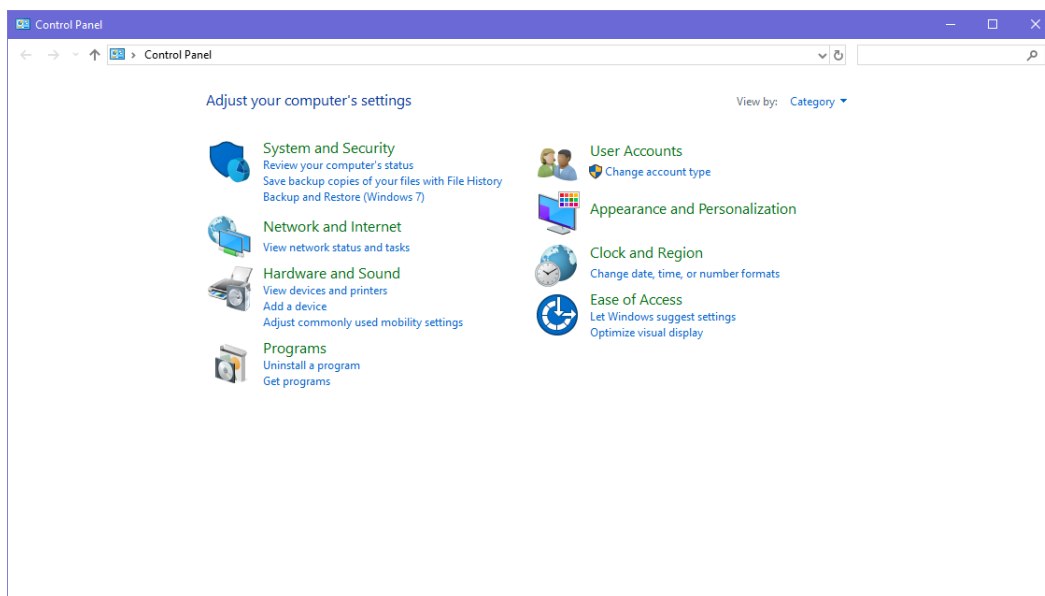 Control Panel
Control Panel
Adjust your computer's settings
View by: Category
System and Security
Review your computer's status
Save backup copies of your files with File History
Backup and Restore (Windows 7)
Network and Internet
View network status and tasks
Hardware and Sound
View devices and printers
Add a device
Adjust commonly used mobility settings
Programs
Uninstall a program
Get programs
User Accounts
Change account type
Appearance and Personalization
Clock and Region
Change date, time, or number formats
Ease of Access
Let Windows suggest settings
Optimize visual display